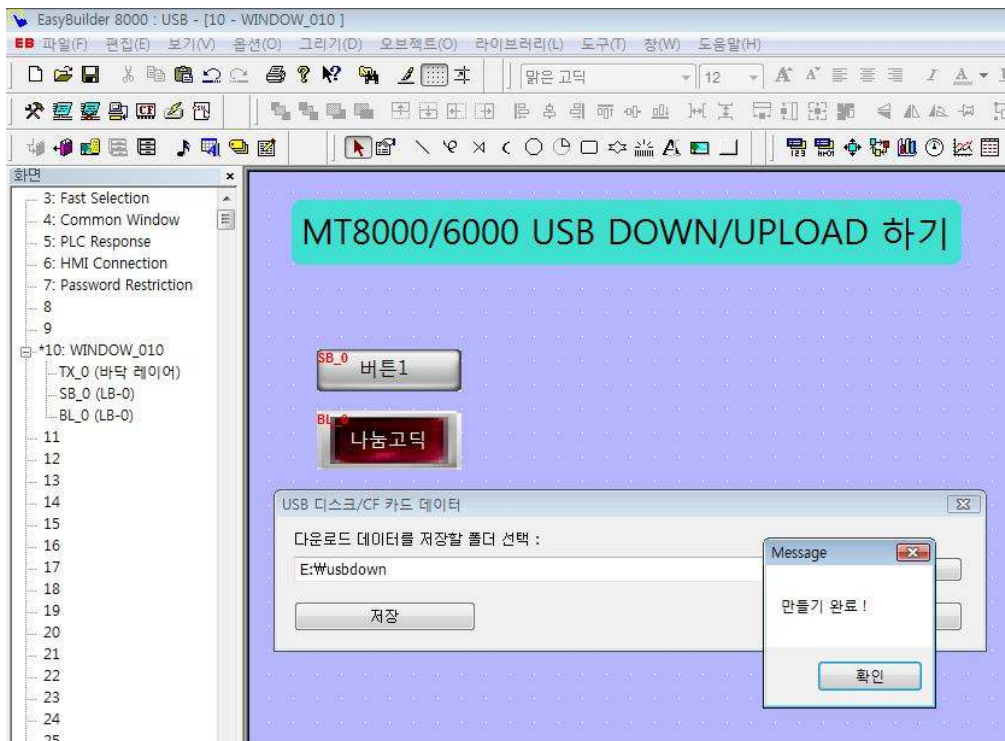 EasyBuilder 8000 : USB - [10 - WINDOW_010 ]
EB 파일(F) 편집(E) 보기(V) 옵션(O) 그리기(D) 오브젝트(O) 라이브러리(L) 도구(T) 창(W) 도움말(H)
맑은 고딕 12
화면
3: Fast Selection
4: Common Window
5: PLC Response
6: HMI Connection
7: Password Restriction
8
9
*10: WINDOW_010
TX_0 (바닥 레이어)
SB_0 (LB-0)
BL_0 (LB-0)
11
12
13
14
15
16
17
18
19
20
21
22
23
24
25
MT8000/6000 USB DOWN/UPLOAD 하기
SB_0
버튼1
BL_0
나눔고딕
USB 디스크/CF 카드 데이터
다운로드 데이터를 저장할 폴더 선택 :
E:₩usbdown
저장
Message
만들기 완료 !
확인